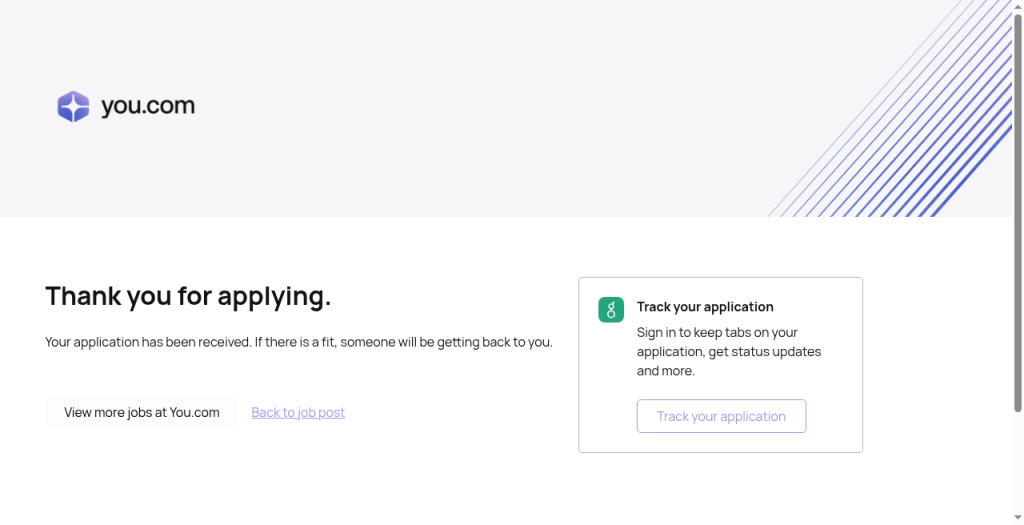 you.com
Thank you for applying.
Your application has been received. If there is a fit, someone will be getting back to you.
View more jobs at You.com
Back to job post
Track your application
Sign in to keep tabs on your
application, get status updates
and more.
Track your application